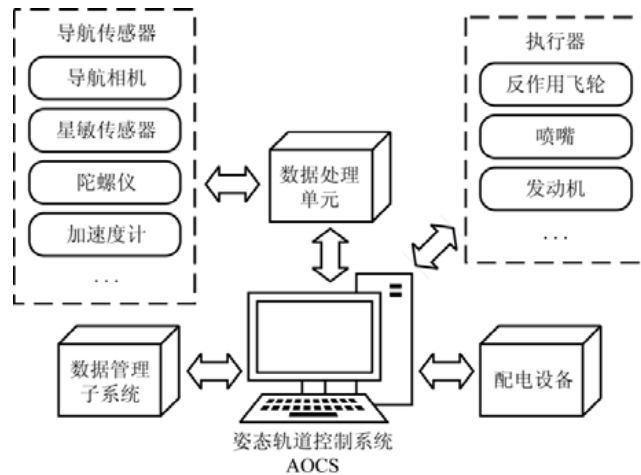 导航传感器
导航相机
星敏传感器
陀螺仪
加速度计
...
执行器
反作用飞轮
喷嘴
发动机
...
数据处理
单元
数据管理
子系统
配电设备
姿态轨道控制系统
AOCS